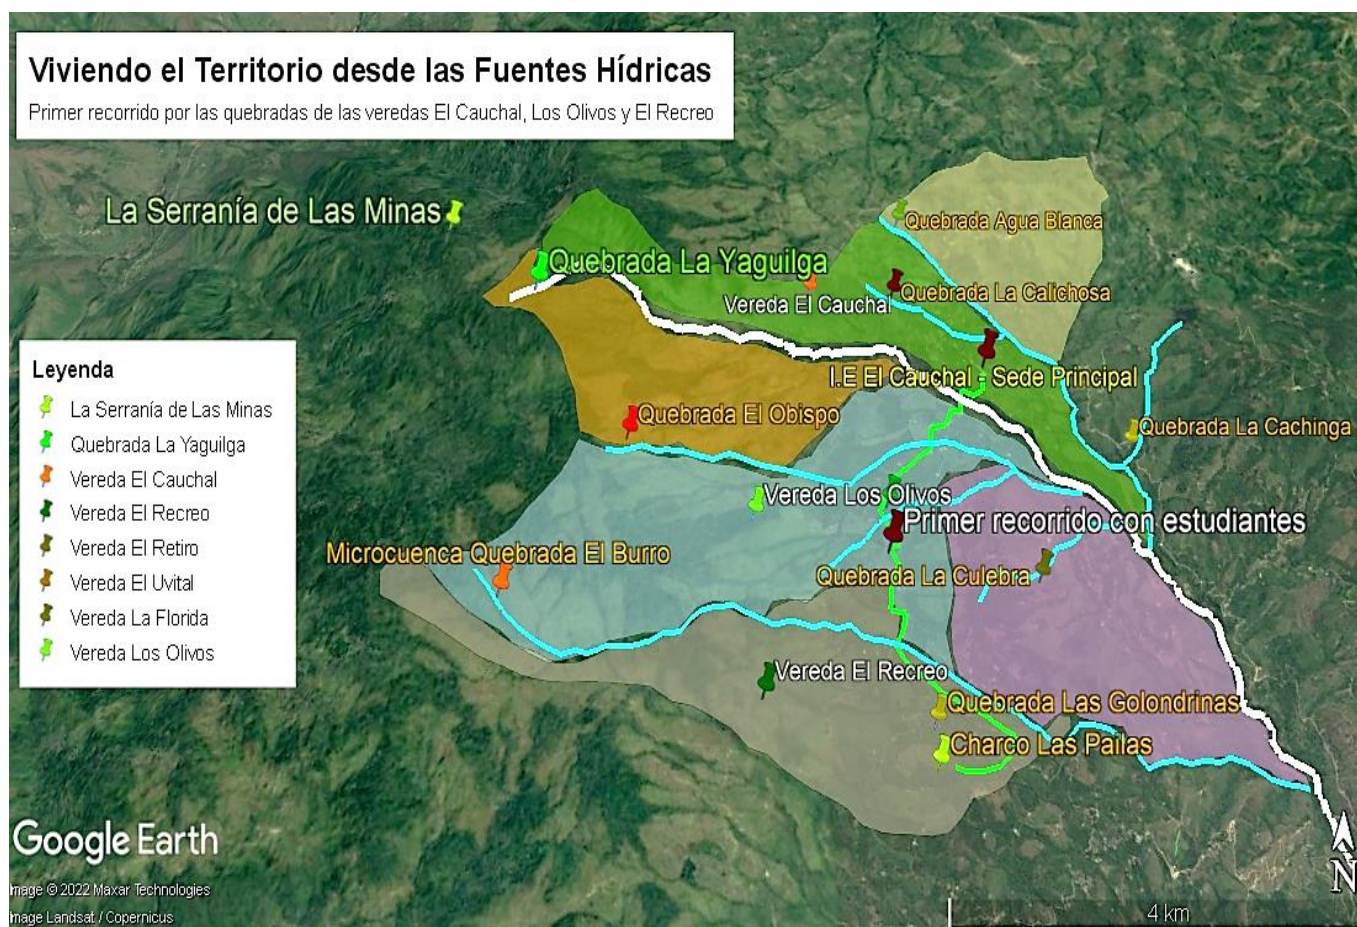 Viviendo el Territorio desde las Fuentes Hídricas
Primer recorrido por las quebradas de las veredas El Cauchal, Los Olivos y El Recreo
La Serranía de Las Minas
Quebrada Agua Blanca
Quebrada La Yaguilga
Quebrada La Calichosa
Vereda El Cauchal
I.E El Cauchal - Sede Principal
Quebrada El Obispo
Quebrada La Cachinga
Vereda Los Olivos
Primer recorrido con estudiantes
Microcuenca Quebrada El Burro
Quebrada La Culebra
Vereda El Recreo
Quebrada Las Golondrinas
Charco Las Pailas
Leyenda
La Serranía de Las Minas
Quebrada La Yaguilga
Vereda El Cauchal
Vereda El Recreo
Vereda El Retiro
Vereda El Uvital
Vereda La Florida
Vereda Los Olivos
Google Earth
Image © 2022 Maxar Technologies
Image Landsat / Copernicus
N
4 km